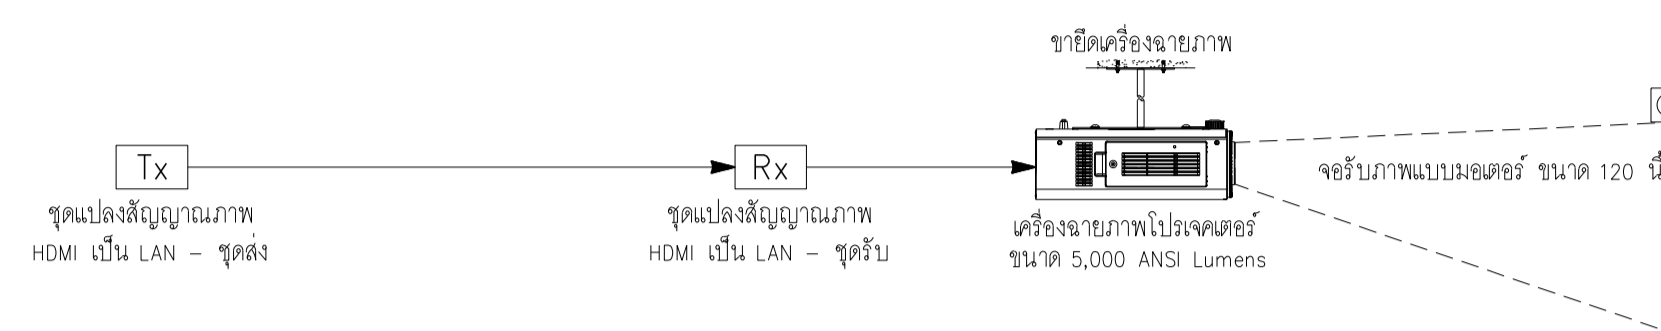 ขายึดเครื่องฉายภาพ
Tx
Rx
จอรับภาพแบบมอเตอร์ ขนาด 120
ชุดแปลงสัญญาณภาพ
HDMI เป็น LAN - ชุดส่ง
ชุดแปลงสัญญาณภาพ
HDMI เป็น LAN - ชุดรับ
เครื่องฉายภาพโปรเจคเตอร์
ขนาด 5,000 ANSI Lumens